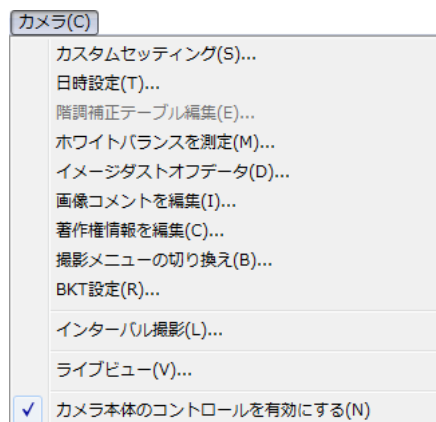 カメラ(C)
カスタムセッティング(S)...
日時設定(T)...
階調補正テーブル編集(E)...
ホワイトバランスを測定(M)...
イメージダストオフデータ(D)...
画像コメントを編集(I)...
著作権情報を編集(C)...
撮影メニューの切り換え(B)...
BKT設定(R)...
インターバル撮影(L)...
ライブビュー(V)...
カメラ本体のコントロールを有効にする(N)